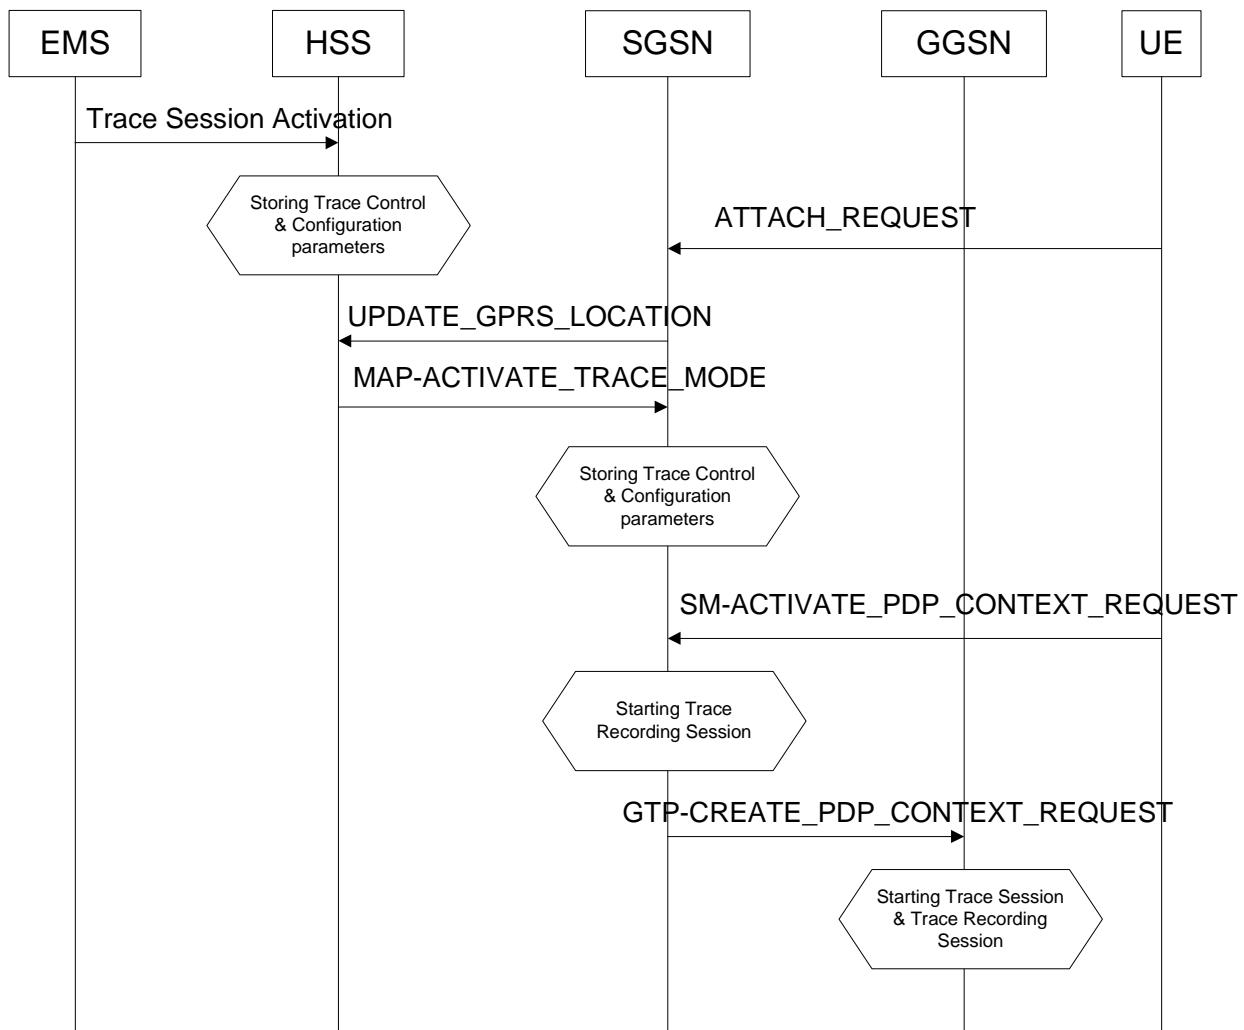 EMS
HSS
SGSN
GGSN
UE
Trace Session Activation
Storing Trace Control
& Configuration
parameters
ATTACH_REQUEST
UPDATE_GPRS_LOCATION
MAP-ACTIVATE_TRACE_MODE
Storing Trace Control
& Configuration
parameters
SM-ACTIVATE_PDP_CONTEXT_REQUEST
Starting Trace
Recording Session
GTP-CREATE_PDP_CONTEXT_REQUEST
Starting Trace Session
& Trace Recording
Session